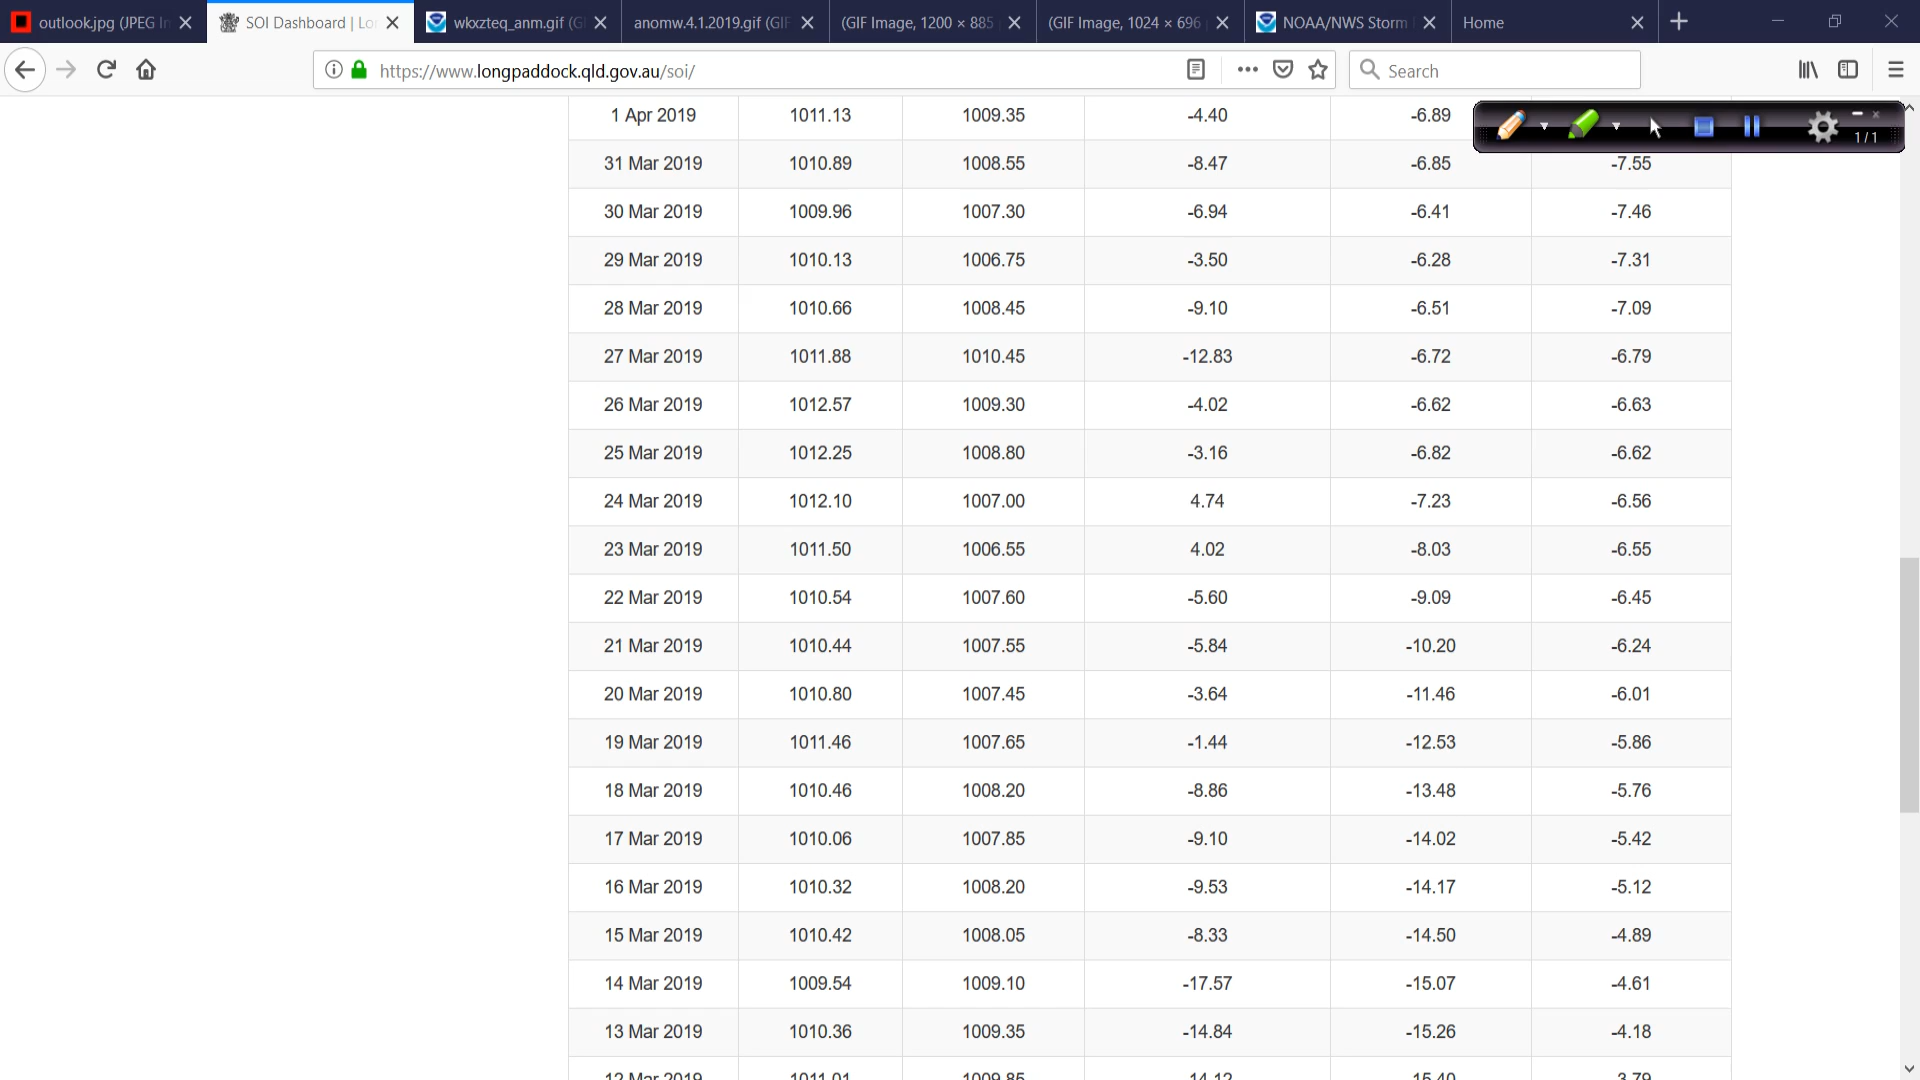 outlook.jpg (JPEG In
SOI Dashboard | Lo
wkxzteq_anm.gif (G
anomw.4.1.2019.gif (GIF
(GIF Image, 1200 × 885
(GIF Image, 1024 × 696
NOAA/NWS Storm
Home
https://www.longpaddock.qld.gov.au/soi/
Search
1/1
1 Apr 2019 1011.13 1009.35 -4.40 -6.89
31 Mar 2019 1010.89 1008.55 -8.47 -6.85 -7.55
30 Mar 2019 1009.96 1007.30 -6.94 -6.41 -7.46
29 Mar 2019 1010.13 1006.75 -3.50 -6.28 -7.31
28 Mar 2019 1010.66 1008.45 -9.10 -6.51 -7.09
27 Mar 2019 1011.88 1010.45 -12.83 -6.72 -6.79
26 Mar 2019 1012.57 1009.30 -4.02 -6.62 -6.63
25 Mar 2019 1012.25 1008.80 -3.16 -6.82 -6.62
24 Mar 2019 1012.10 1007.00 4.74 -7.23 -6.56
23 Mar 2019 1011.50 1006.55 4.02 -8.03 -6.55
22 Mar 2019 1010.54 1007.60 -5.60 -9.09 -6.45
21 Mar 2019 1010.44 1007.55 -5.84 -10.20 -6.24
20 Mar 2019 1010.80 1007.45 -3.64 -11.46 -6.01
19 Mar 2019 1011.46 1007.65 -1.44 -12.53 -5.86
18 Mar 2019 1010.46 1008.20 -8.86 -13.48 -5.76
17 Mar 2019 1010.06 1007.85 -9.10 -14.02 -5.42
16 Mar 2019 1010.32 1008.20 -9.53 -14.17 -5.12
15 Mar 2019 1010.42 1008.05 -8.33 -14.50 -4.89
14 Mar 2019 1009.54 1009.10 -17.57 -15.07 -4.61
13 Mar 2019 1010.36 1009.35 -14.84 -15.26 -4.18
12 Mar 2019 1011.01 1009.85 -14.12 -15.40 -3.79